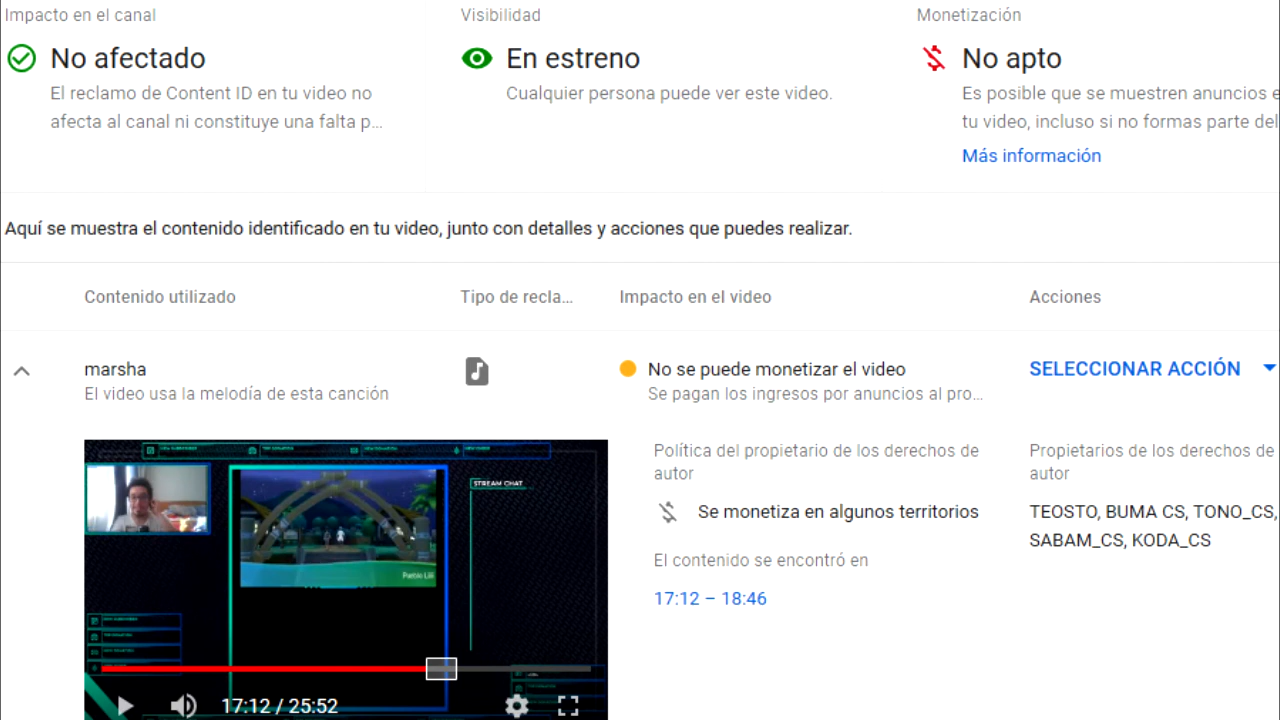 Impacto en el canal
Visibilidad
Monetización
No afectado
En estreno
No apto
El reclamo de Content ID en tu video no
afecta al canal ni constituye una falta p...
Cualquier persona puede ver este video.
Es posible que se muestren anuncios e
tu video, incluso si no formas parte del
Más información
Aquí se muestra el contenido identificado en tu video, junto con detalles y acciones que puedes realizar.
Contenido utilizado
Tipo de recla...
Impacto en el video
Acciones
marsha
El video usa la melodía de esta canción
No se puede monetizar el video
Se pagan los ingresos por anuncios al pro...
SELECCIONAR ACCIÓN
STREAM CHAT
17:12 / 25:52
Política del propietario de los derechos de
autor
Se monetiza en algunos territorios
El contenido se encontró en
17:12 – 18:46
Propietarios de los derechos de
autor
TEOSTO, BUMA CS, TONO_CS,
SABAM_CS, KODA_CS